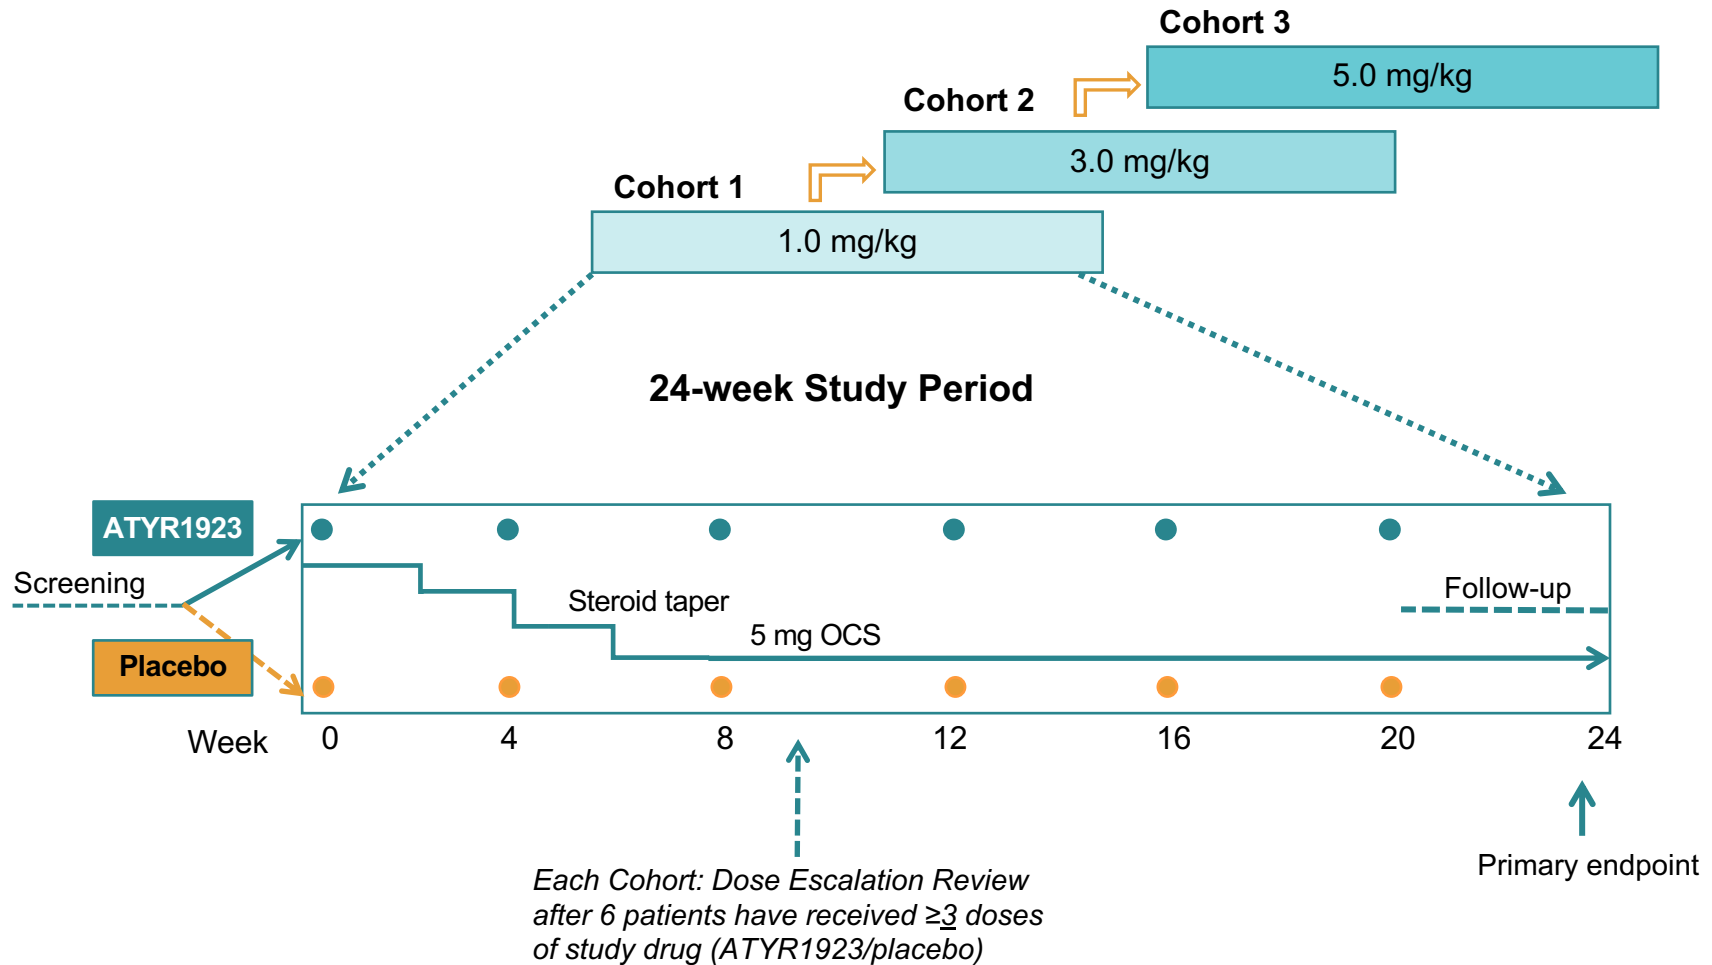 Cohort 3
5.0 mg/kg
Cohort 2
3.0 mg/kg
Cohort 1
1.0 mg/kg
24-week Study Period
ATYR1923
Screening
Placebo
Steroid taper
5 mg OCS
Follow-up
Week 0 4 8 12 16 20 24
Each Cohort: Dose Escalation Review
after 6 patients have received ≥3 doses
of study drug (ATYR1923/placebo)
Primary endpoint